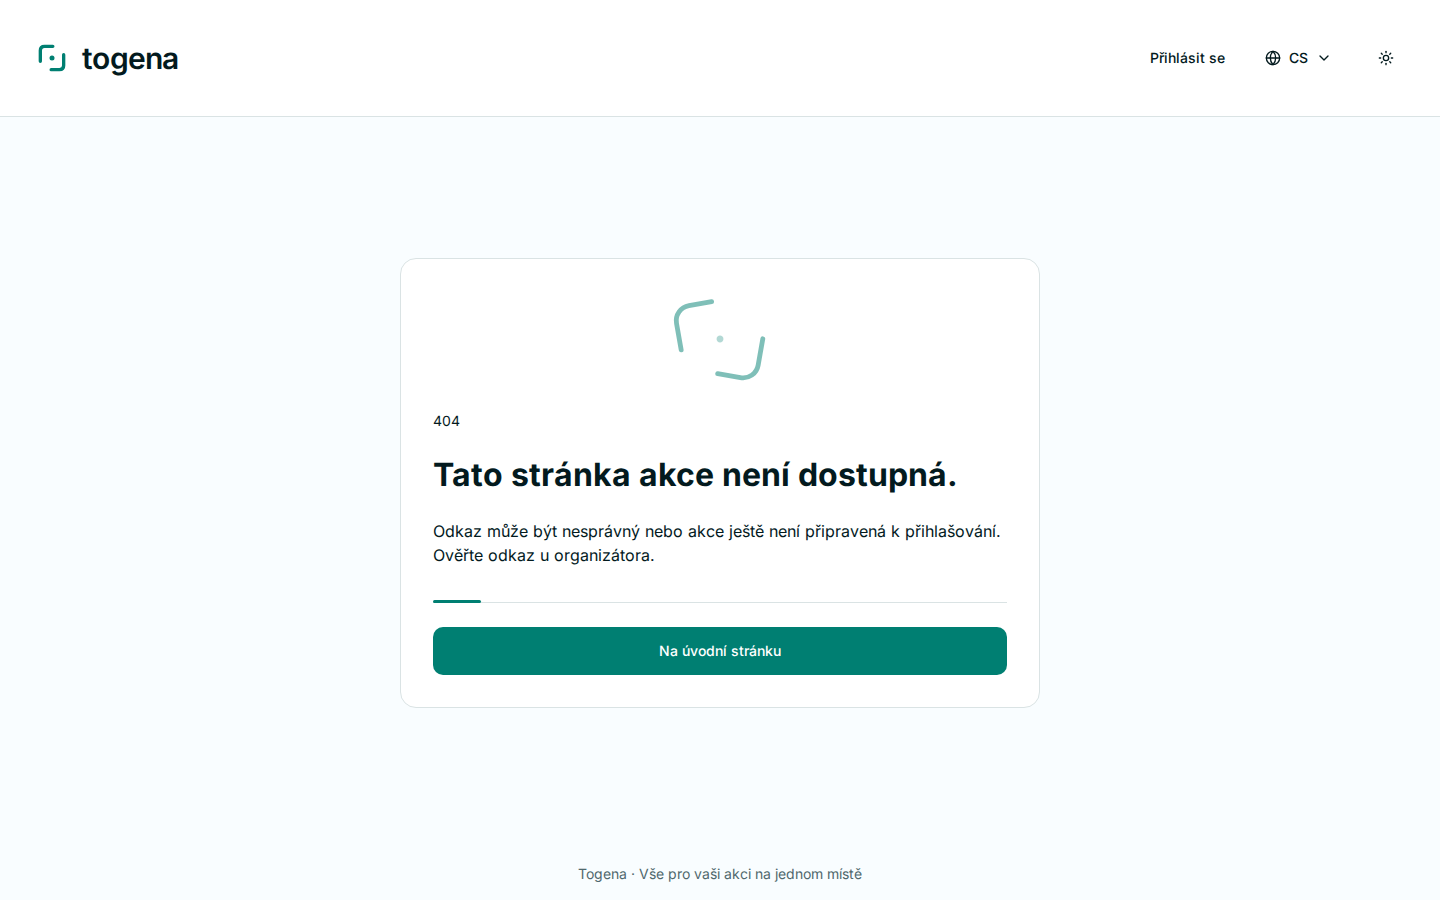 togena
Přihlásit se
CS
404
Tato stránka akce není dostupná.
Odkaz může být nesprávný nebo akce ještě není připravená k přihlašování.
Ověřte odkaz u organizátora.
Na úvodní stránku
Togena · Vše pro vaši akci na jednom místě